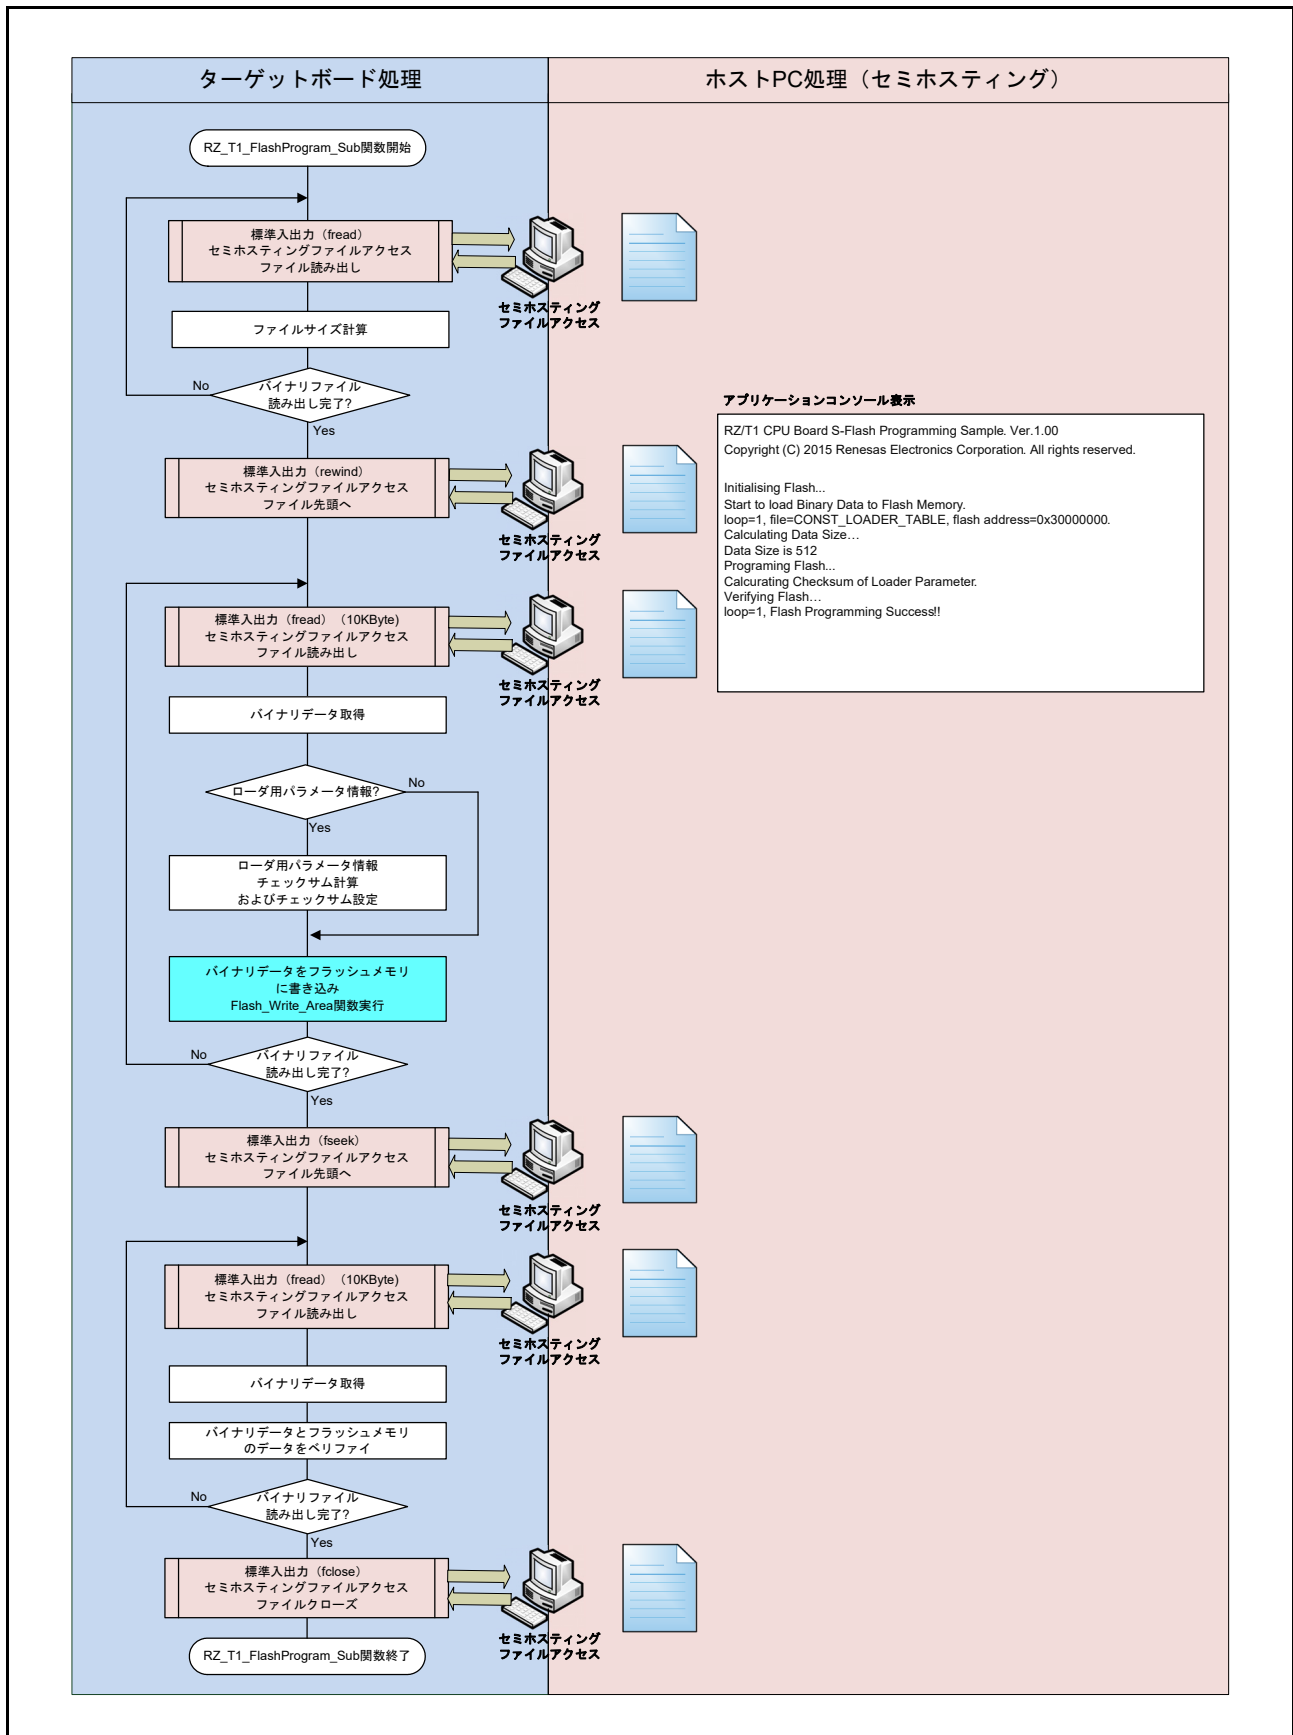 ターゲットボード処理
ホストPC処理（セミホスティング）
RZ_T1_FlashProgram_Sub関数開始
標準入出力（fread）
セミホスティングファイルアクセス
ファイル読み出し
セミホスティング
ファイルアクセス
ファイルサイズ計算
バイナリファイル
読み出し完了?
No
Yes
アプリケーションコンソール表示
RZ/T1 CPU Board S-Flash Programming Sample. Ver.1.00
Copyright (C) 2015 Renesas Electronics Corporation. All rights reserved.
Initialising Flash...
Start to load Binary Data to Flash Memory.
loop=1, file=CONST_LOADER_TABLE, flash address=0x30000000.
Calculating Data Size…
Data Size is 512
Programing Flash...
Calcurating Checksum of Loader Parameter.
Verifying Flash…
loop=1, Flash Programming Success!!
標準入出力（rewind）
セミホスティングファイルアクセス
ファイル先頭へ
セミホスティング
ファイルアクセス
標準入出力（fread）（10KByte)
セミホスティングファイルアクセス
ファイル読み出し
セミホスティング
ファイルアクセス
バイナリデータ取得
ローダ用パラメータ情報?
No
Yes
ローダ用パラメータ情報
チェックサム計算
およびチェックサム設定
バイナリデータをフラッシュメモリ
に書き込み
Flash_Write_Area関数実行
バイナリファイル
読み出し完了?
No
Yes
標準入出力（fseek）
セミホスティングファイルアクセス
ファイル先頭へ
セミホスティング
ファイルアクセス
標準入出力（fread）（10KByte)
セミホスティングファイルアクセス
ファイル読み出し
セミホスティング
ファイルアクセス
バイナリデータ取得
バイナリデータとフラッシュメモリ
のデータをベリファイ
バイナリファイル
読み出し完了?
No
Yes
標準入出力（fclose）
セミホスティングファイルアクセス
ファイルクローズ
セミホスティング
ファイルアクセス
RZ_T1_FlashProgram_Sub関数終了